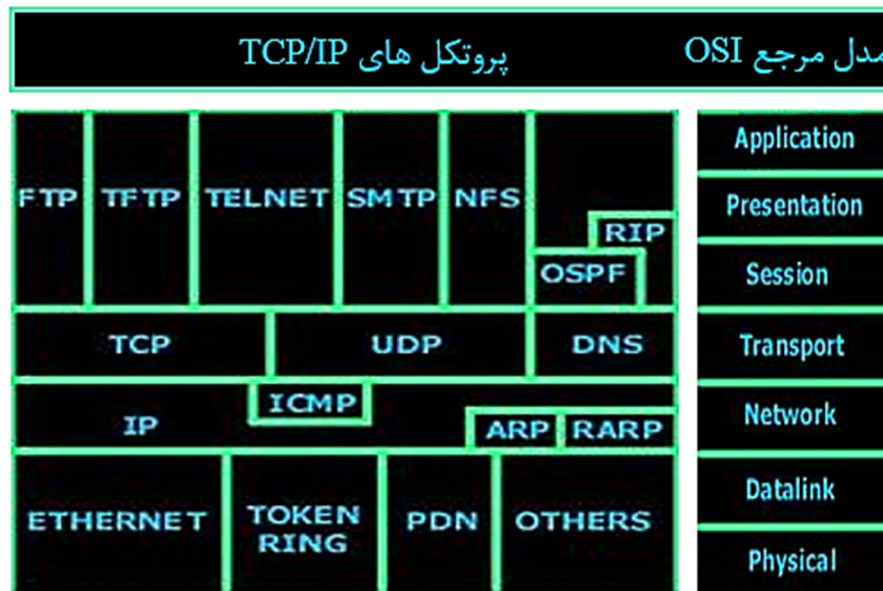 مدل مرجع OSI
پروتکل های TCP/IP
FTP
TFTP
TELNET
SMTP
NFS
RIP
OSPF
TCP
UDP
DNS
ICMP
IP
ARP
RARP
ETHERNET
TOKEN
RING
PDN
OTHERS
Application
Presentation
Session
Transport
Network
Datalink
Physical